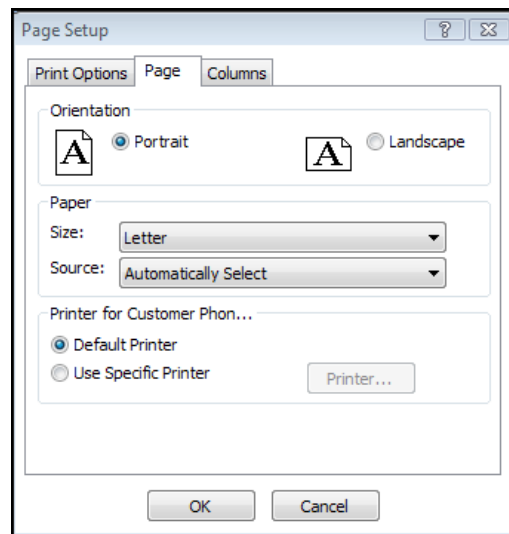 Page Setup
Print Options Page Columns
Orientation
A Portrait A Landscape
Paper
Size: Letter
Source: Automatically Select
Printer for Customer Phon...
Default Printer
Use Specific Printer Printer...
OK Cancel